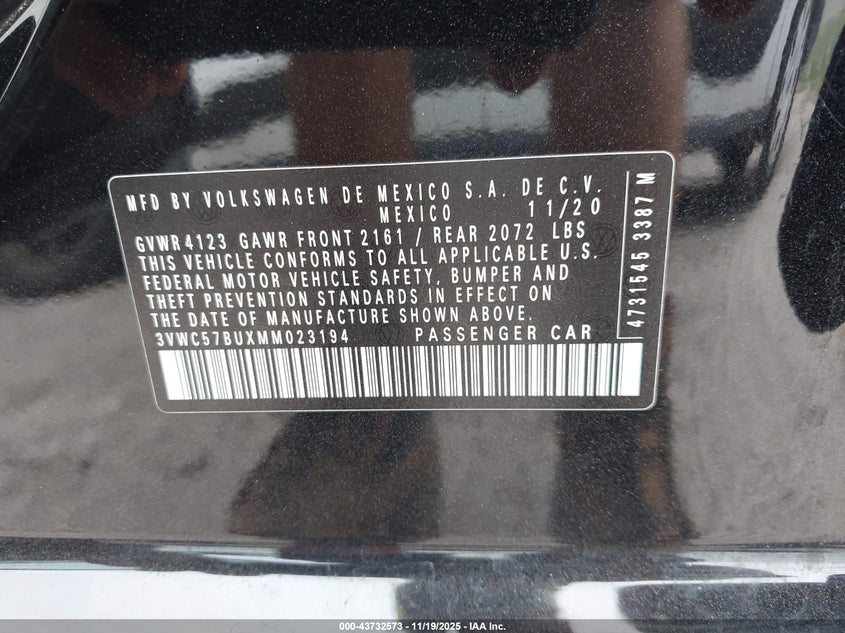 MFD BY VOLKSWAGEN DE MEXICO S.A. DE C.V.
MEXICO 11/20
GVWR 4123 GAWR FRONT 2161 / REAR 2072 LBS
THIS VEHICLE CONFORMS TO ALL APPLICABLE U.S.
FEDERAL MOTOR VEHICLE SAFETY, BUMPER AND
THEFT PREVENTION STANDARDS IN EFFECT ON
THE DATE OF MANUFACTURE SHOWN ABOVE.
3VWC57BUXMM023194 PASSENGER CAR
4731545 3387 M
000-43732573 | 11/19/2025 | IAA Inc.